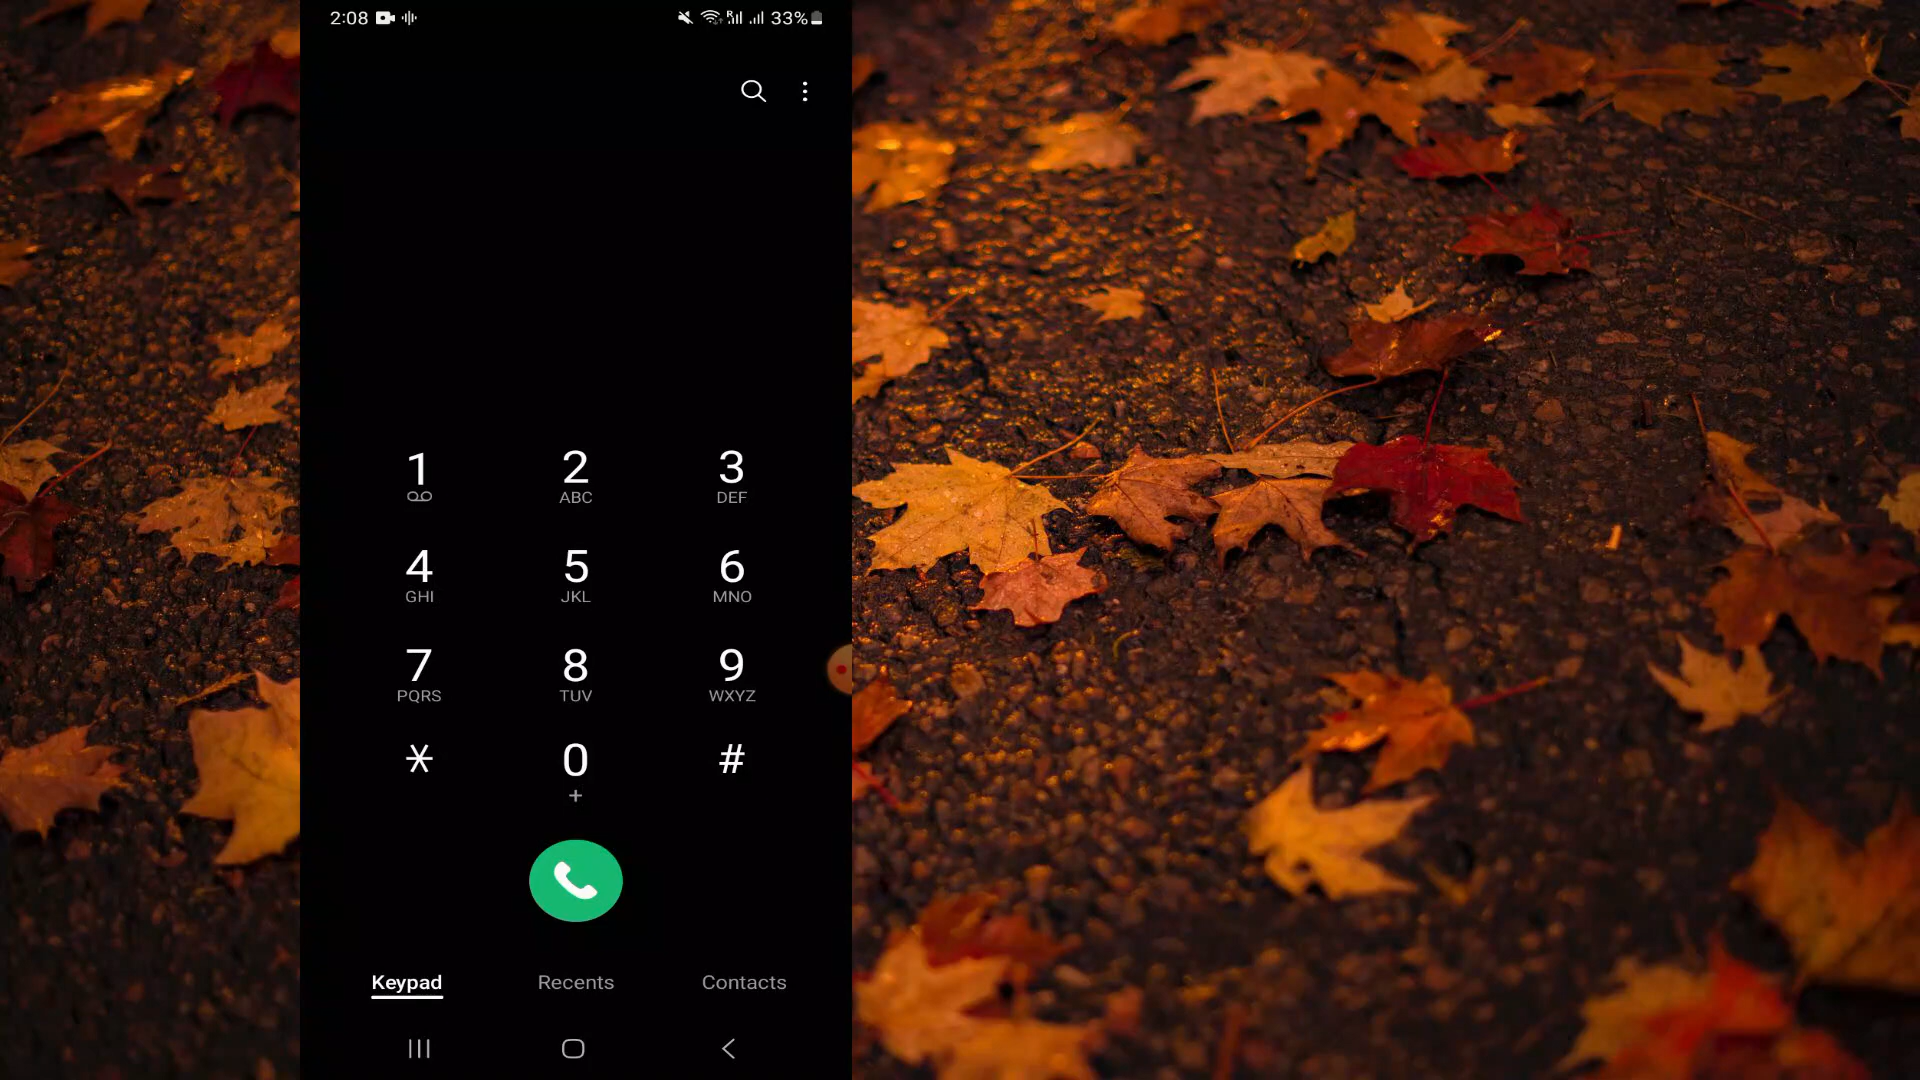 2:08 33%
1 2 3
ABC DEF
4 5 6
GHI JKL MNO
7 8 9
PQRS TUV WXYZ
* 0 #
+
Keypad Recents Contacts